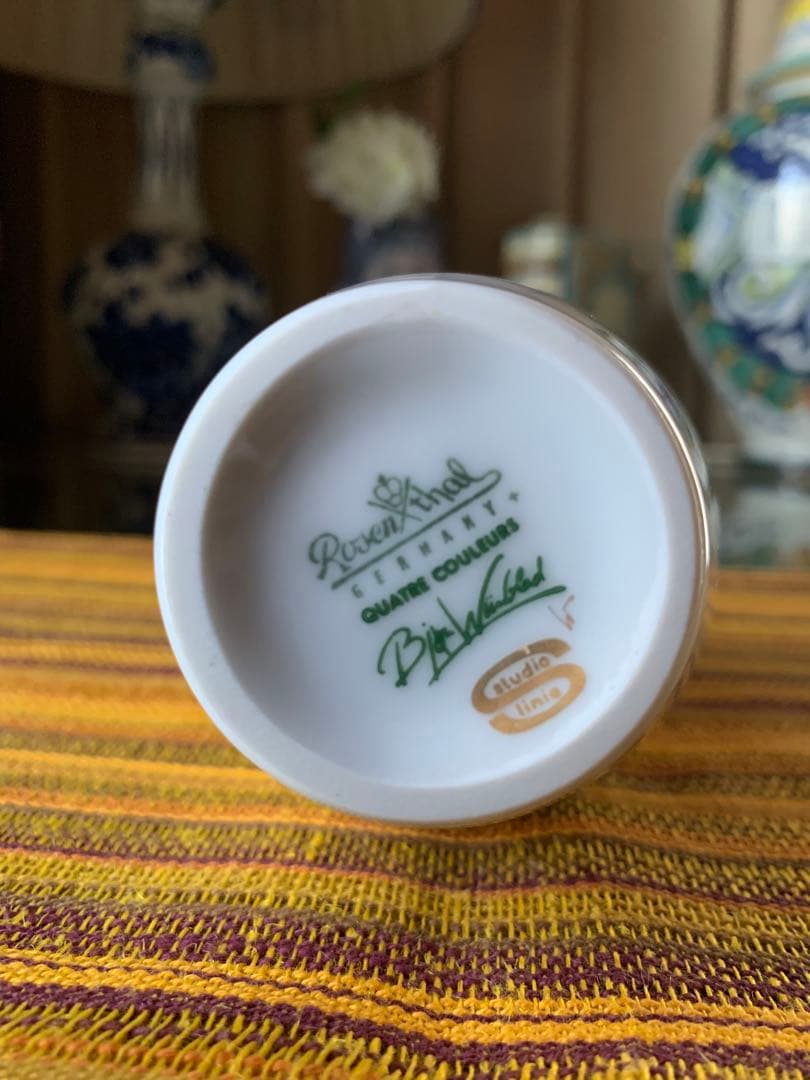 Rosenthal
GERMANY
QUATRE COULEURS
Bjørn Wiinblad
studio
linie